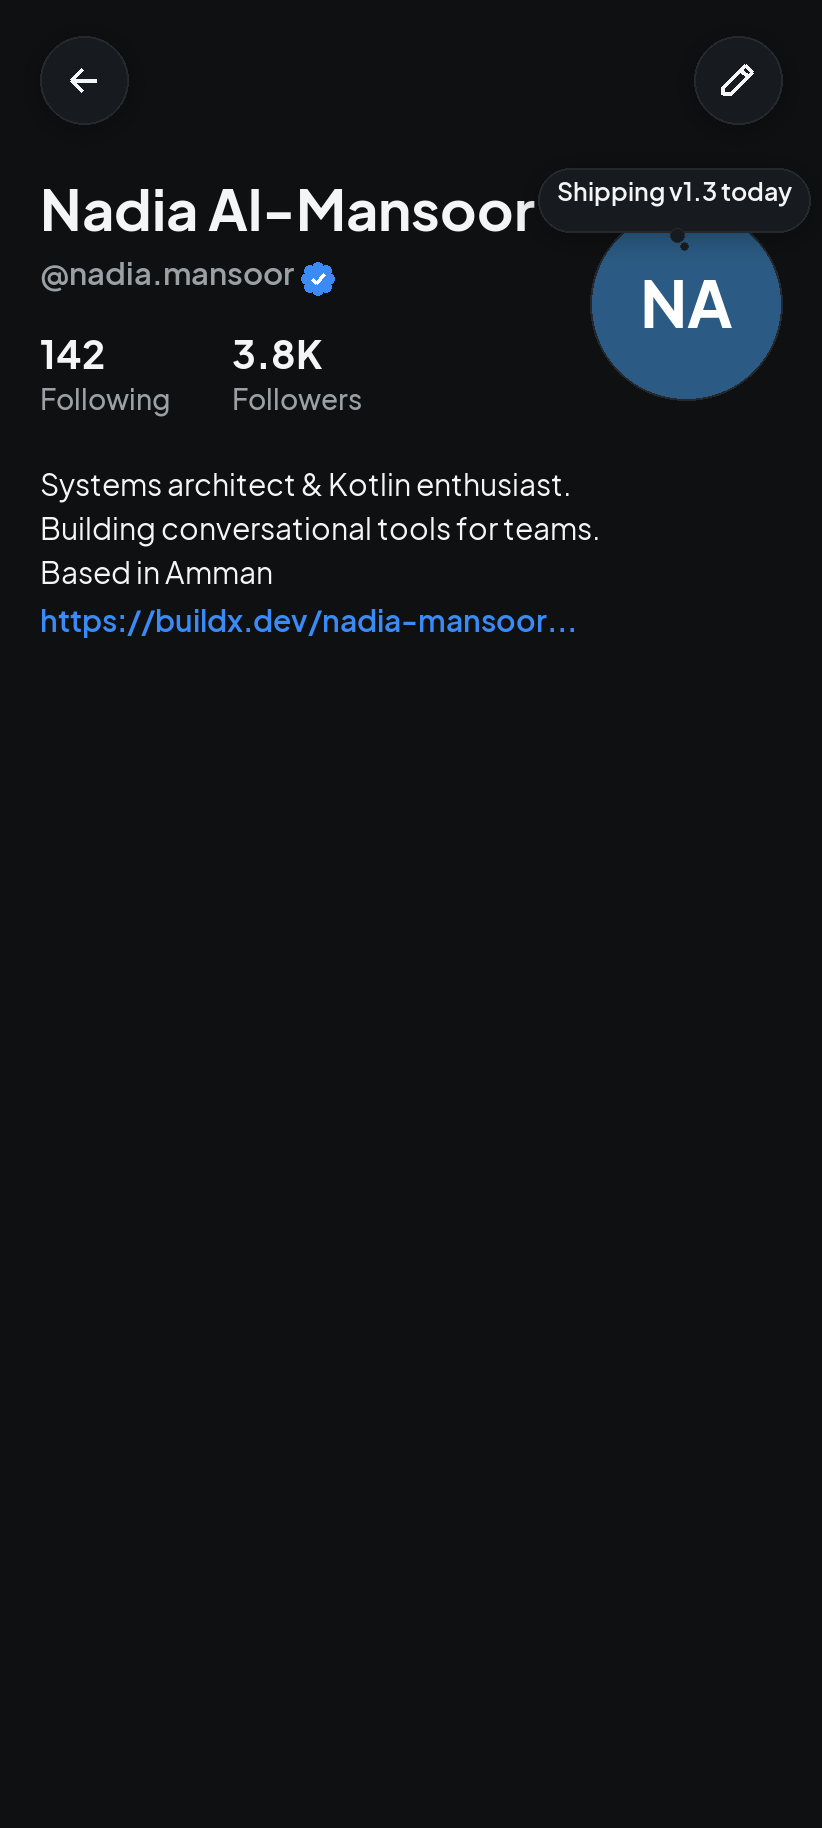 Nadia Al-Mansoor
Shipping v1.3 today
@nadia.mansoor
NA
142 3.8K
Following Followers
Systems architect & Kotlin enthusiast.
Building conversational tools for teams.
Based in Amman
https://buildx.dev/nadia-mansoor...